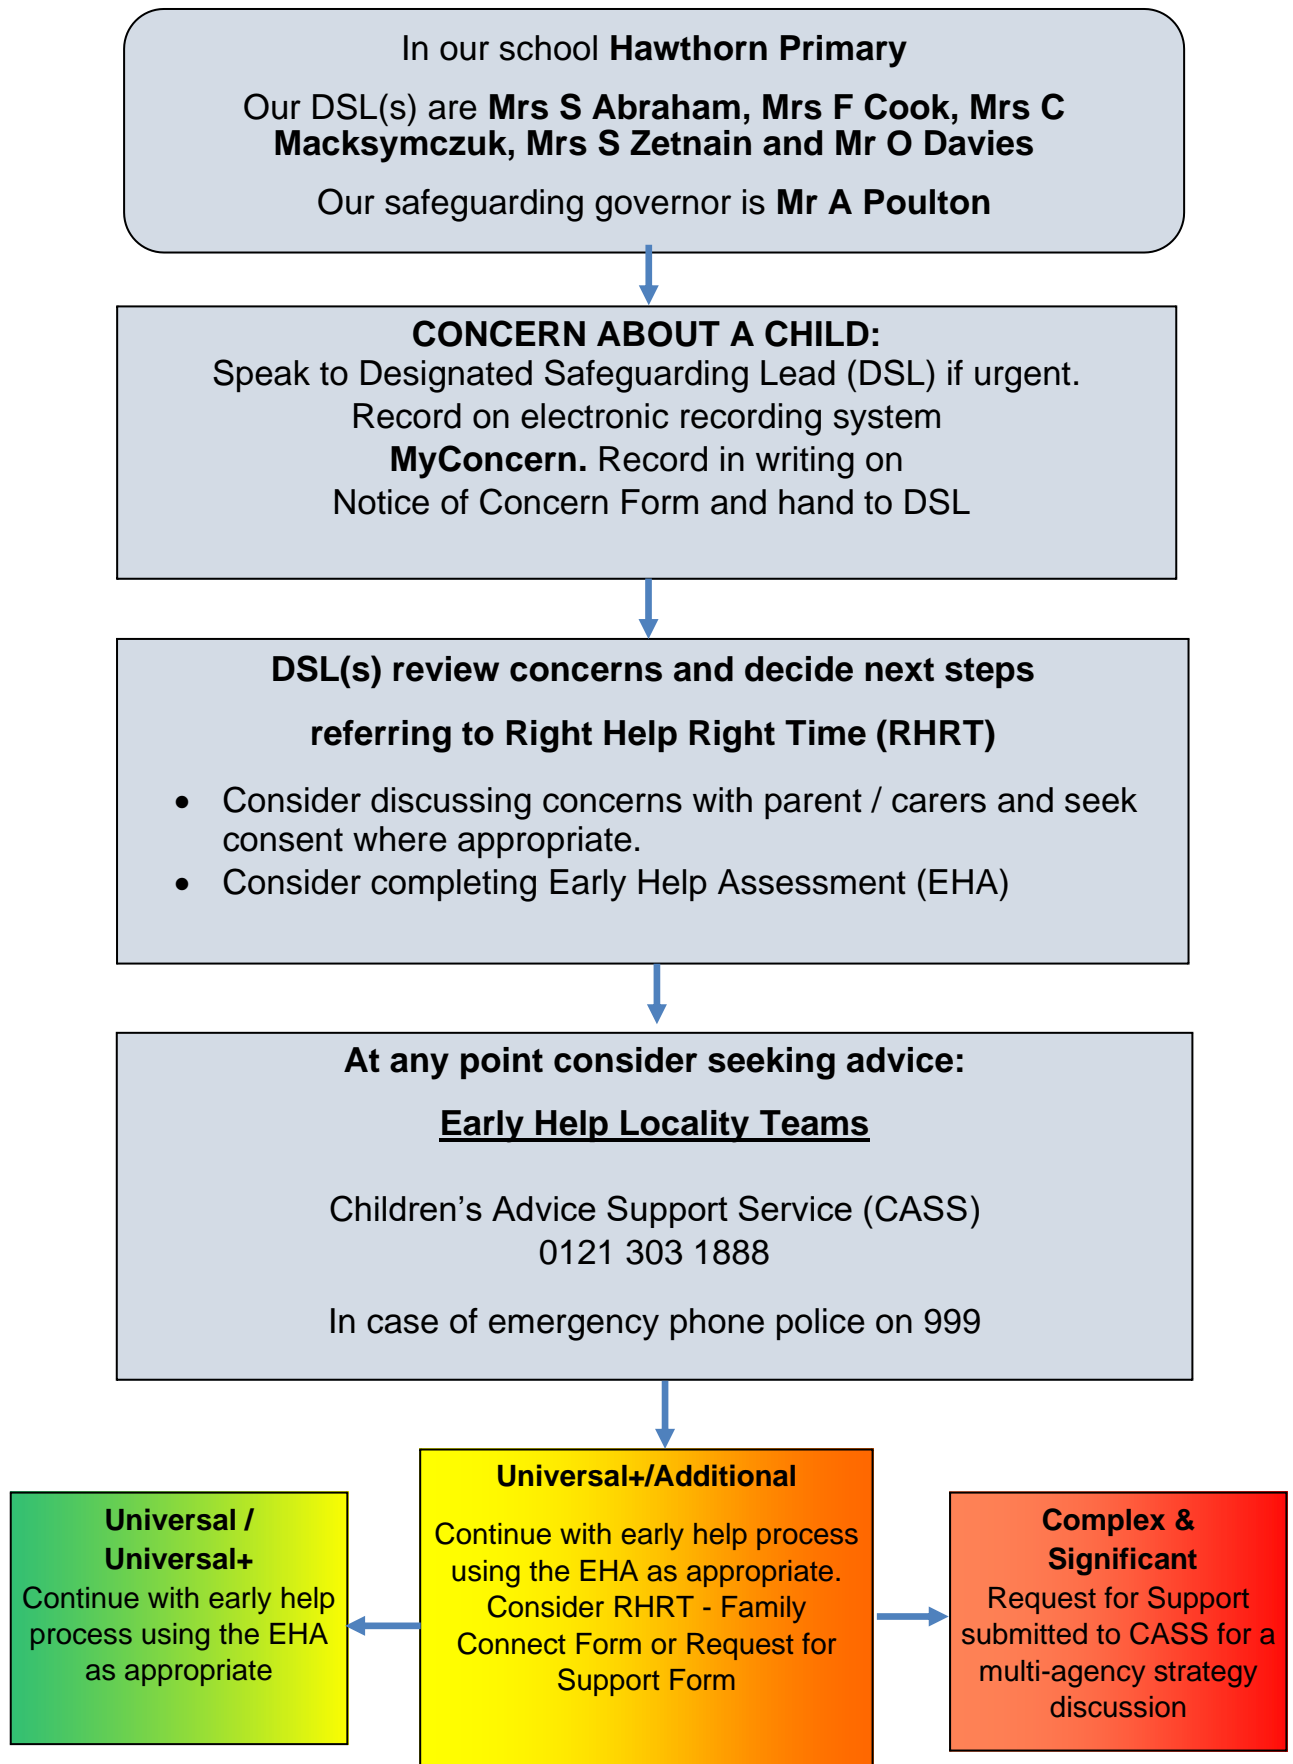 In our school Hawthorn Primary
Our DSL(s) are Mrs S Abraham, Mrs F Cook, Mrs C
Macksymczuk, Mrs S Zetnain and Mr O Davies
Our safeguarding governor is Mr A Poulton
CONCERN ABOUT A CHILD:
Speak to Designated Safeguarding Lead (DSL) if urgent.
Record on electronic recording system
MyConcern. Record in writing on
Notice of Concern Form and hand to DSL
DSL(s) review concerns and decide next steps
referring to Right Help Right Time (RHRT)
• Consider discussing concerns with parent / carers and seek
consent where appropriate.
• Consider completing Early Help Assessment (EHA)
At any point consider seeking advice:
Early Help Locality Teams
Children’s Advice Support Service (CASS)
0121 303 1888
In case of emergency phone police on 999
Universal /
Universal+
Continue with early help
process using the EHA
as appropriate
Universal+/Additional
Continue with early help process
using the EHA as appropriate.
Consider RHRT - Family
Connect Form or Request for
Support Form
Complex &
Significant
Request for Support
submitted to CASS for a
multi-agency strategy
discussion